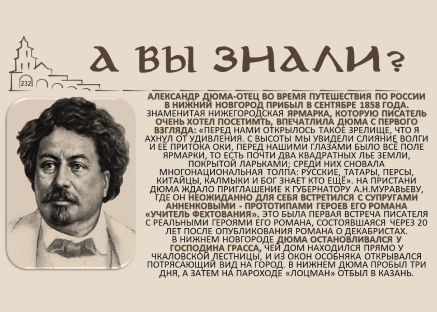 А ВЫ ЗНАЛИ?
232
АЛЕКСАНДР ДЮМА-ОТЕЦ ВО ВРЕМЯ ПУТЕШЕСТВИЯ ПО РОССИИ
В НИЖНИЙ НОВГОРОД ПРИБЫЛ В СЕНТЯБРЕ 1858 ГОДА.
ЗНАМЕНИТАЯ НИЖЕГОРОДСКАЯ ЯРМАРКА, КОТОРУЮ ПИСАТЕЛЬ
ОЧЕНЬ ХОТЕЛ ПОСЕТИМТЬ, ВПЕЧАТЛИЛА ДЮМА С ПЕРВОГО
ВЗГЛЯДА: «ПЕРЕД НАМИ ОТКРЫЛОСЬ ТАКОЕ ЗРЕЛИЩЕ, ЧТО Я
АХНУЛ ОТ УДИВЛЕНИЯ. С ВЫСОТЫ МЫ УВИДЕЛИ СЛИЯНИЕ ВОЛГИ
И ЕЁ ПРИТОКА ОКИ, ПЕРЕД НАШИМИ ГЛАЗАМИ БЫЛО ВСЁ ПОЛЕ
ЯРМАРКИ, ТО ЕСТЬ ПОЧТИ ДВА КВАДРАТНЫХ ЛЬЕ ЗЕМЛИ,
ПОКРЫТОЙ ЛАРЬКАМИ; СРЕДИ НИХ СНОВАЛА
МНОГОНАЦИОНАЛЬНАЯ ТОЛПА: РУССКИЕ, ТАТАРЫ, ПЕРСЫ,
КИТАЙЦЫ, КАЛМЫКИ И БОГ ЗНАЕТ КТО ЕЩЁ». НА ПРИСТАНИ
ДЮМА ЖДАЛО ПРИГЛАШЕНИЕ К ГУБЕРНАТОРУ А.Н.МУРАВЬЕВУ,
ГДЕ ОН НЕОЖИДАННО ДЛЯ СЕБЯ ВСТРЕТИЛСЯ С СУПРУГАМИ
АННЕНКОВЫМИ - ПРОТОТИПАМИ ГЕРОЕВ ЕГО РОМАНА
«УЧИТЕЛЬ ФЕХТОВАНИЯ». ЭТО БЫЛА ПЕРВАЯ ВСТРЕЧА ПИСАТЕЛЯ
С РЕАЛЬНЫМИ ГЕРОЯМИ ЕГО РОМАНА, СОСТОЯВШАЯСЯ ЧЕРЕЗ 20
ЛЕТ ПОСЛЕ ОПУБЛИКОВАНИЯ РОМАНА О ДЕКАБРИСТАХ.
В НИЖНЕМ НОВГОРОДЕ ДЮМА ОСТАНОВЛИВАЛСЯ У
ГОСПОДИНА ГРАССА, ЧЕЙ ДОМ НАХОДИЛСЯ ПРЯМО У
ЧКАЛОВСКОЙ ЛЕСТНИЦЫ, И ИЗ ОКОН ОСОБНЯКА ОТКРЫВАЛСЯ
ПОТРЯСАЮЩИЙ ВИД НА ГОРОД. В НИЖНЕМ ДЮМА ПРОБЫЛ ТРИ
ДНЯ, А ЗАТЕМ НА ПАРОХОДЕ «ЛОЦМАН» ОТБЫЛ В КАЗАНЬ.